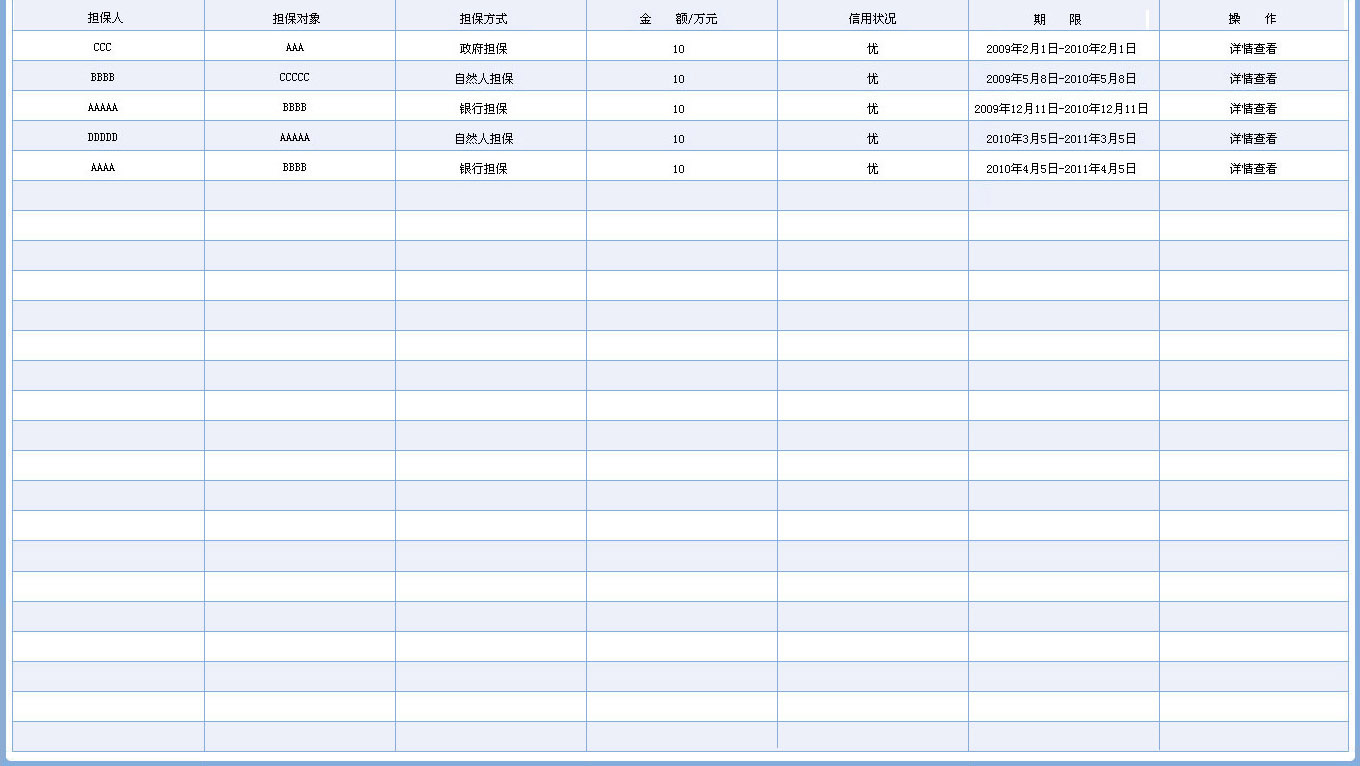 担保人 担保对象 担保方式 金 额/万元 信用状况 期 限 操 作
CCC AAA 政府担保 10 优 2009年2月1日-2010年2月1日 详情查看
BBBB CCCCC 自然人担保 10 优 2009年5月8日-2010年5月8日 详情查看
AAAAA BBBB 银行担保 10 优 2009年12月11日-2010年12月11日 详情查看
DDDDD AAAAA 自然人担保 10 优 2010年3月5日-2011年3月5日 详情查看
AAAA BBBB 银行担保 10 优 2010年4月5日-2011年4月5日 详情查看